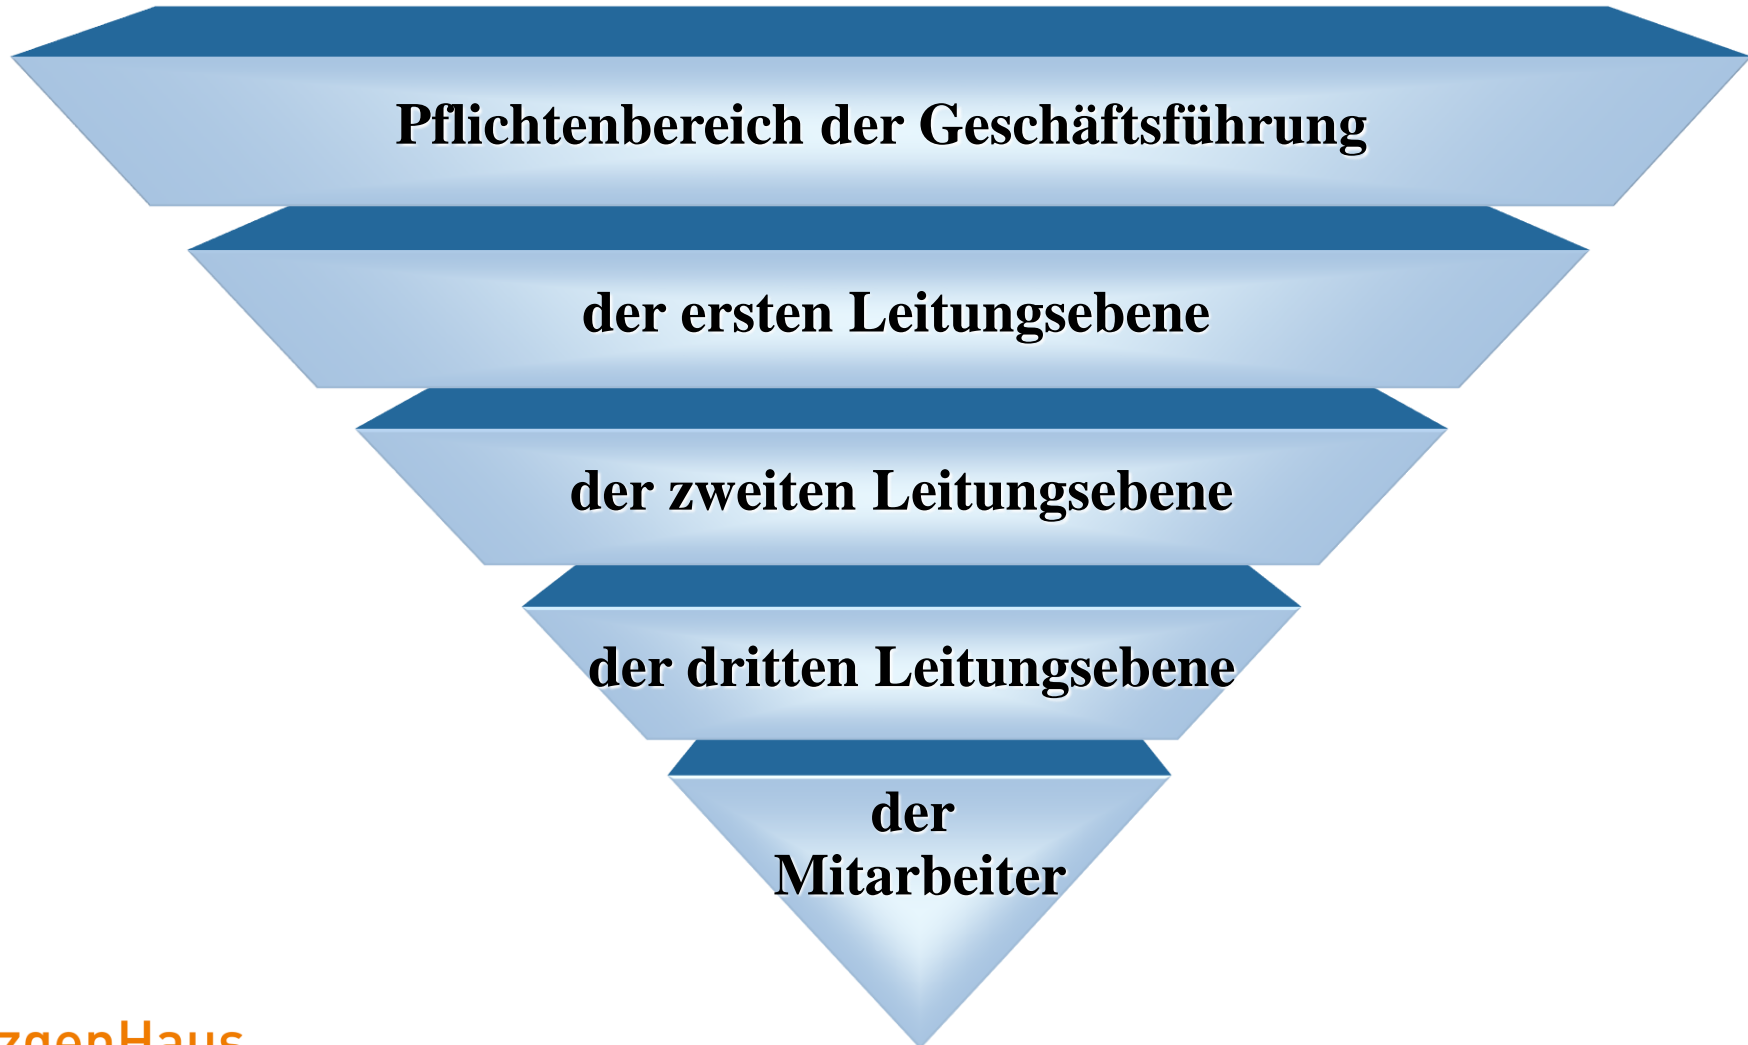 Pflichtenbereich der Geschäftsführung
der ersten Leitungsebene
der zweiten Leitungsebene
der dritten Leitungsebene
der
Mitarbeiter